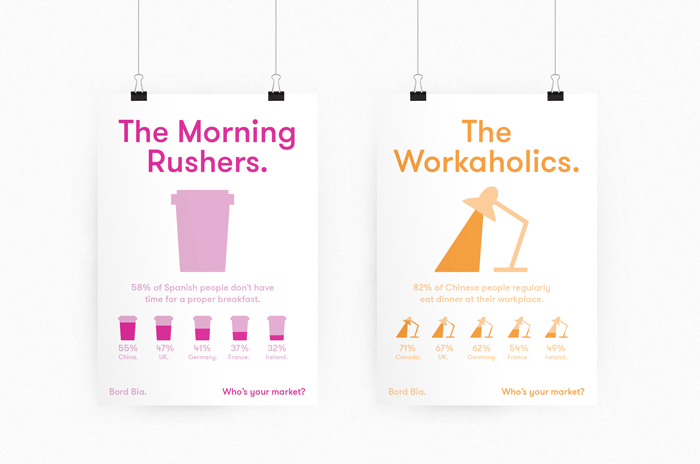 The Morning
Rushers.
58% of Spanish people don't have
time for a proper breakfast.
55% 47% 41% 37% 32%
China. UK. Germany. France. Ireland.
Bord Bia. Who's your market?
The
Workaholics.
82% of Chinese people regularly
eat dinner at their workplace.
71% 67% 62% 54% 49%
Canada. UK. Germany. France. Ireland.
Bord Bia. Who's your market?